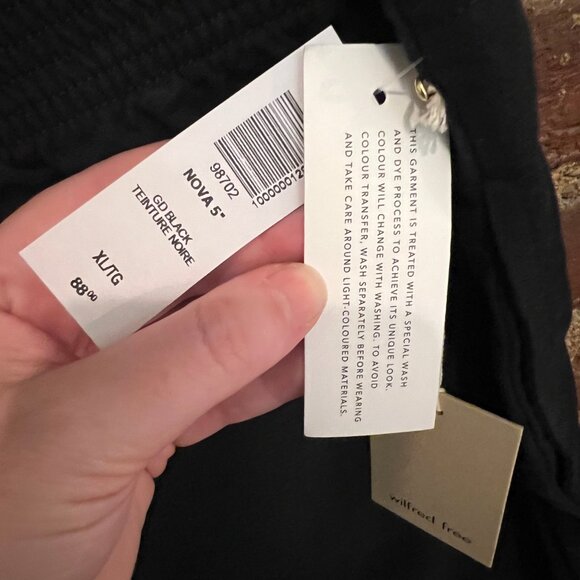 1000000129
98702
NOVA 5"
GD BLACK
TEINTURE NOIRE
XL/TG
88.00
THIS GARMENT IS TREATED WITH A SPECIAL WASH
AND DYE PROCESS TO ACHIEVE ITS UNIQUE LOOK.
COLOUR WILL CHANGE WITH WASHING. TO AVOID
COLOUR TRANSFER, WASH SEPARATELY BEFORE WEARING
AND TAKE CARE AROUND LIGHT-COLOURED MATERIALS.
wilfred free